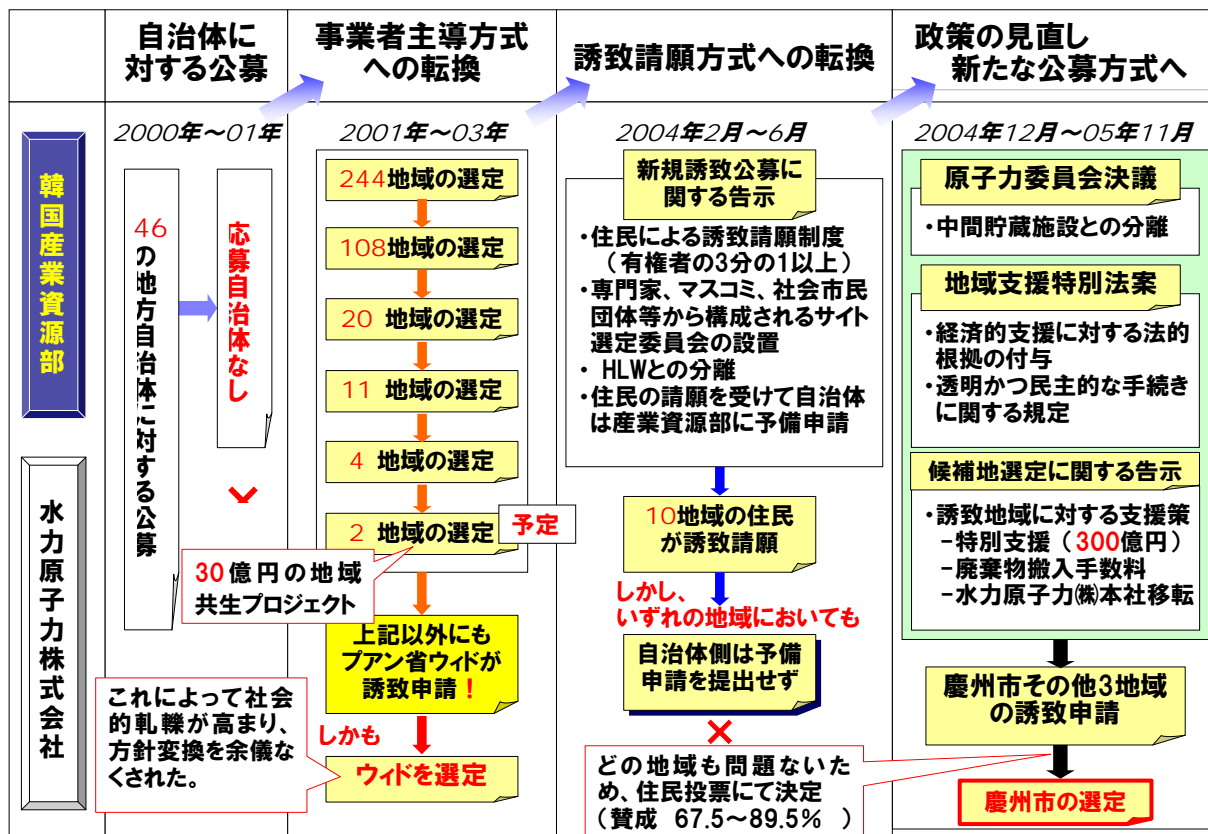 自治体に
対する公募
事業者主導方式
への転換
誘致請願方式への転換
政策の見直し
新たな公募方式へ
韓国産業資源部
水力原子力株式会社
2000年～01年
46の地方自治体に対する公募
応募自治体なし
2001年～03年
244地域の選定
108地域の選定
20 地域の選定
11 地域の選定
4 地域の選定
2 地域の選定
予定
30億円の地域
共生プロジェクト
上記以外にも
プアン省ウィドが
誘致申請！
しかも
ウィドを選定
これによって社会
的軋轢が高まり、
方針変換を余儀な
くされた。
2004年2月～6月
新規誘致公募に
関する告示
・住民による誘致請願制度
（有権者の3分の1以上）
・専門家、マスコミ、社会市民
団体等から構成されるサイト
選定委員会の設置
・ HLWとの分離
・住民の請願を受けて自治体
は産業資源部に予備申請
10地域の住民
が誘致請願
しかし、
いずれの地域においても
自治体側は予備
申請を提出せず
2004年12月～05年11月
原子力委員会決議
・中間貯蔵施設との分離
地域支援特別法案
・経済的支援に対する法的
根拠の付与
・透明かつ民主的な手続き
に関する規定
候補地選定に関する告示
・誘致地域に対する支援策
－特別支援（300億円）
－廃棄物搬入手数料
－水力原子力㈱本社移転
慶州市その他3地域
の誘致申請
どの地域も問題ないた
め、住民投票にて決定
（賛成 67.5～89.5% ）
慶州市の選定